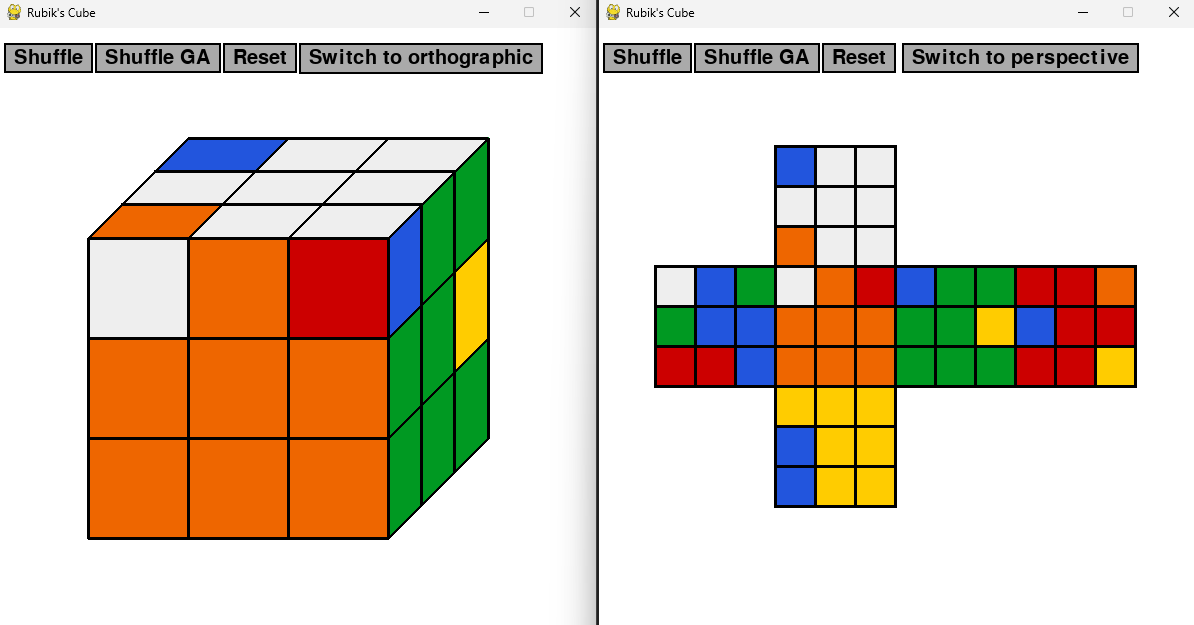 Rubik's Cube
Shuffle Shuffle GA Reset Switch to orthographic
Rubik's Cube
Shuffle Shuffle GA Reset Switch to perspective